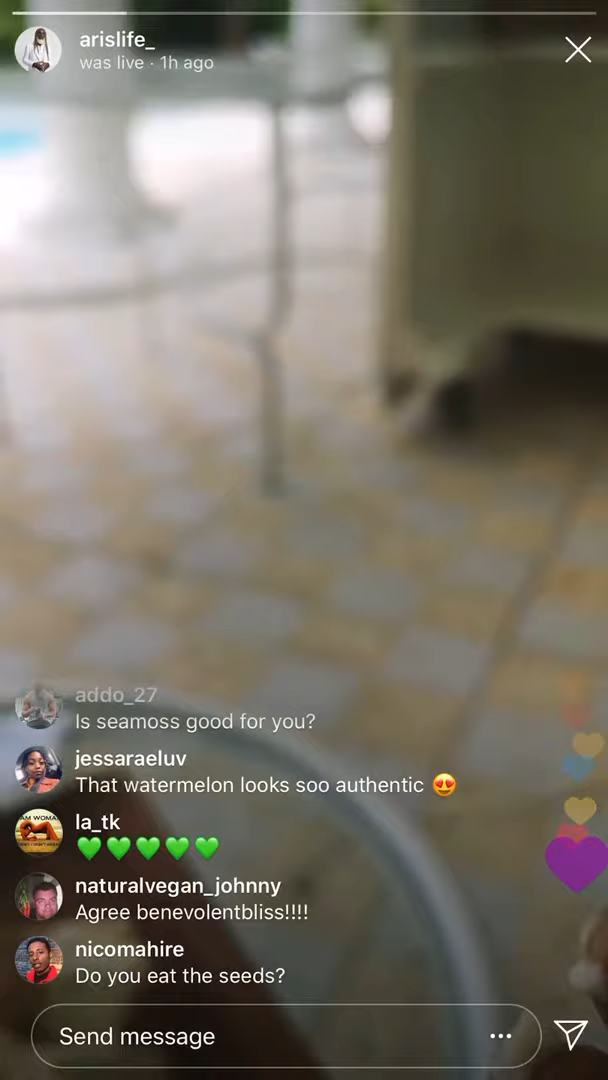 arislife_
was live · 1h ago
addo_27
Is seamoss good for you?
jessaraeluv
That watermelon looks soo authentic 😍
la_tk
💚💚💚💚💚
naturalvegan_johnny
Agree benevolentbliss!!!!
nicomahire
Do you eat the seeds?
Send message